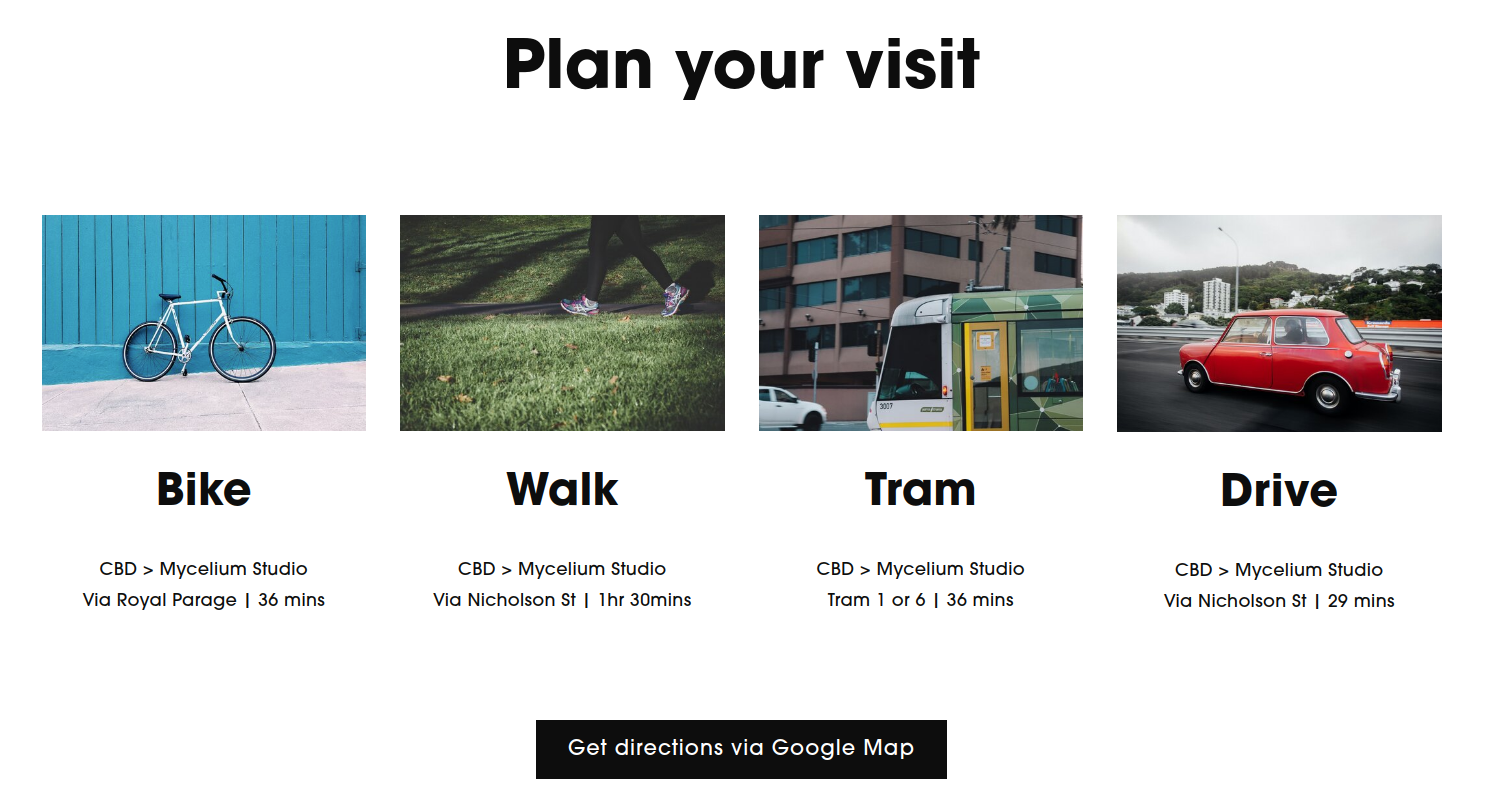 Plan your visit
3007
Bike
Walk
Tram
Drive
CBD > Mycelium Studio
Via Royal Parage | 36 mins
CBD > Mycelium Studio
Via Nicholson St | 1hr 30mins
CBD > Mycelium Studio
Tram 1 or 6 | 36 mins
CBD > Mycelium Studio
Via Nicholson St | 29 mins
Get directions via Google Map